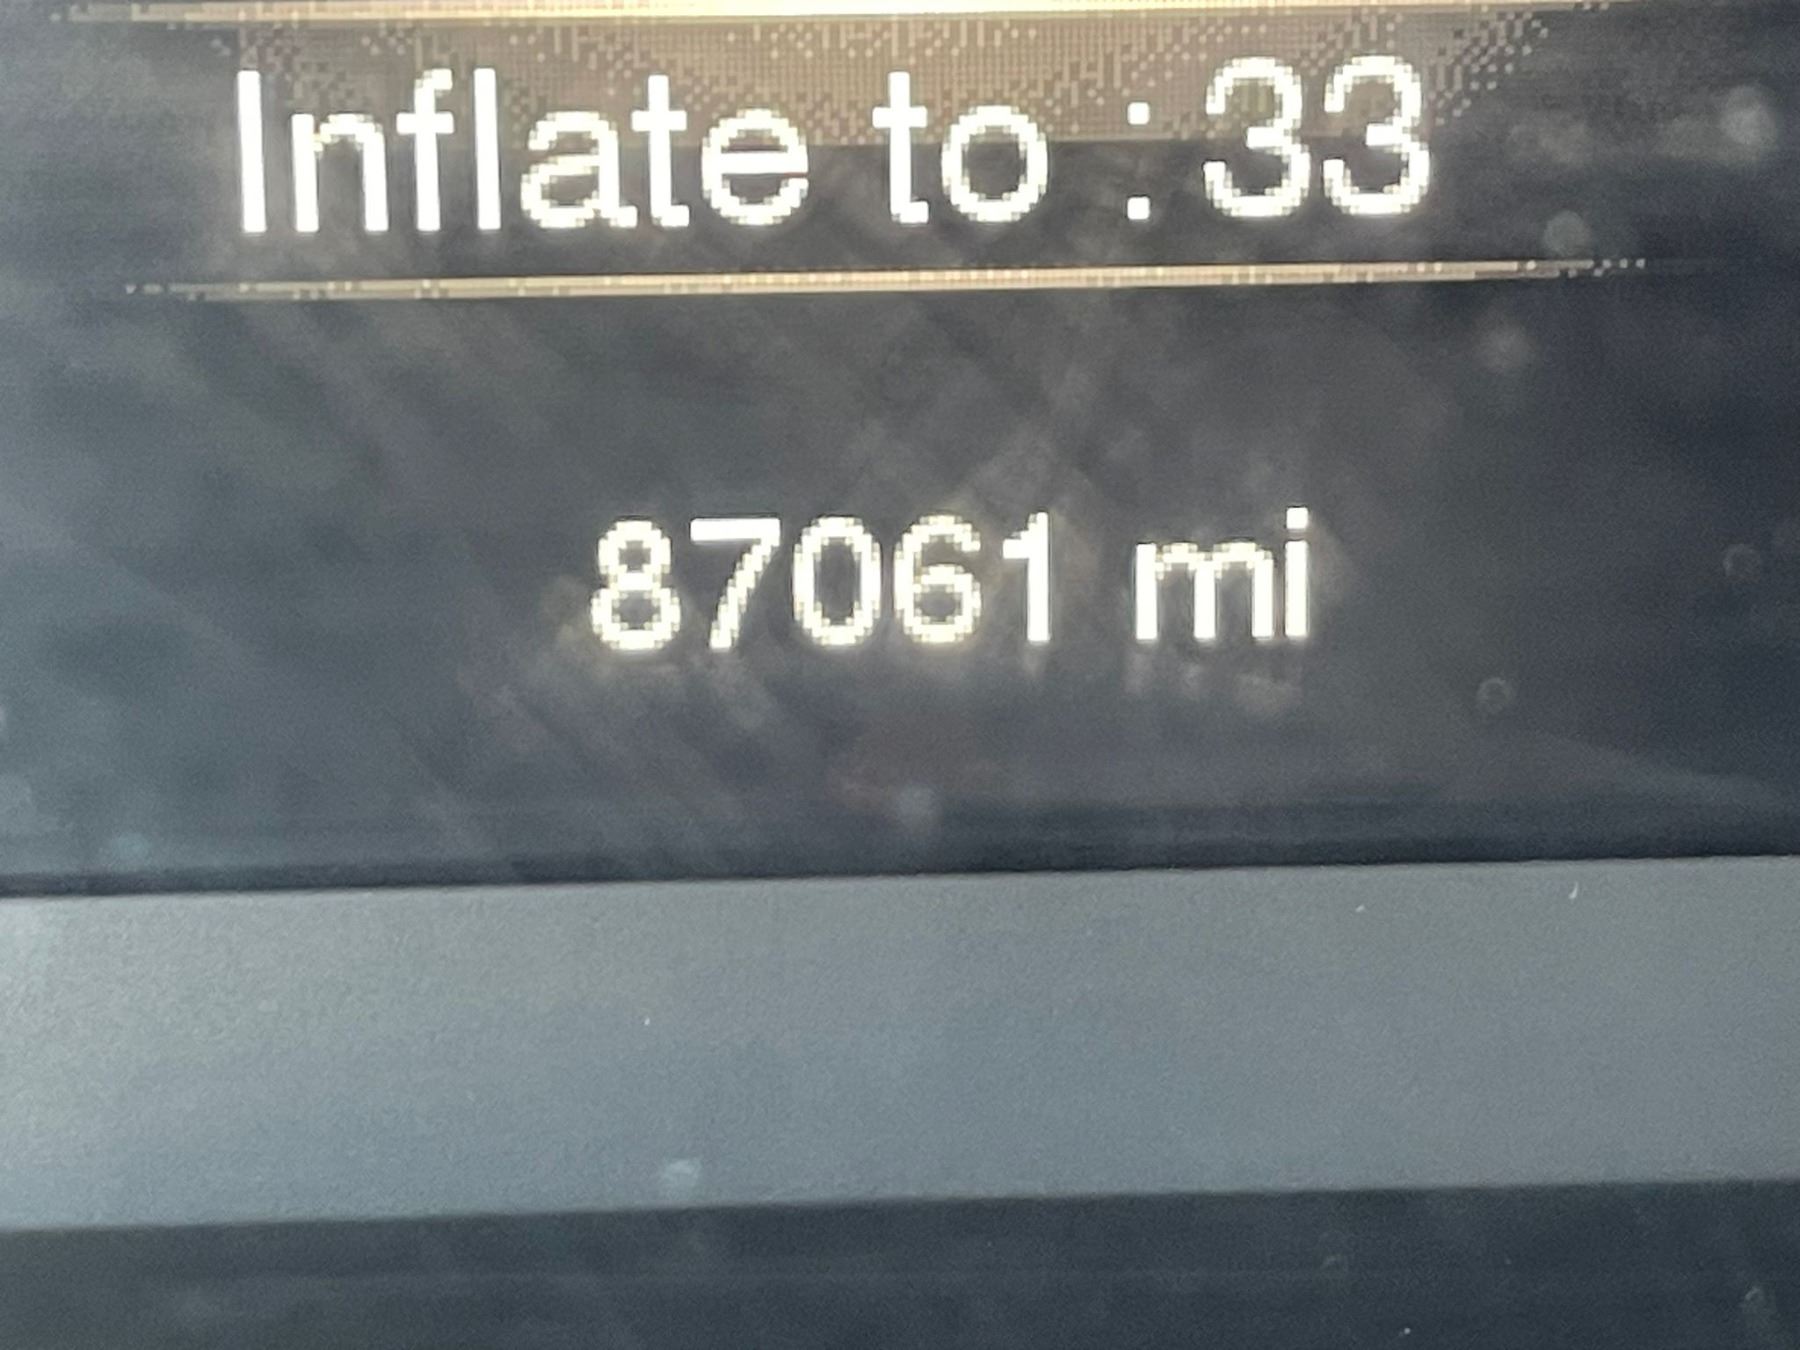 Inflate to : 33
87061 mi